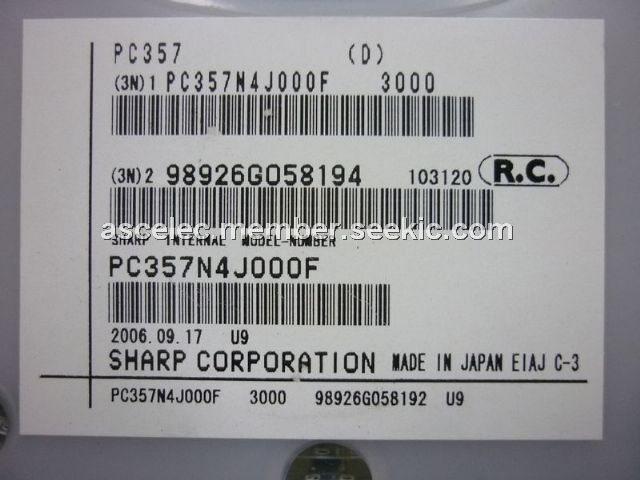 PC357 (D)
(3N)1 PC357N4J000F 3000
(3N)2 98926G058194 103120 R.C.
ascelec.member.seekic.com
SHARP INTERNAL MODEL-NUMBER
PC357N4J000F
2006.09.17 U9
SHARP CORPORATION MADE IN JAPAN EIAJ C-3
PC357N4J000F 3000 98926G058192 U9